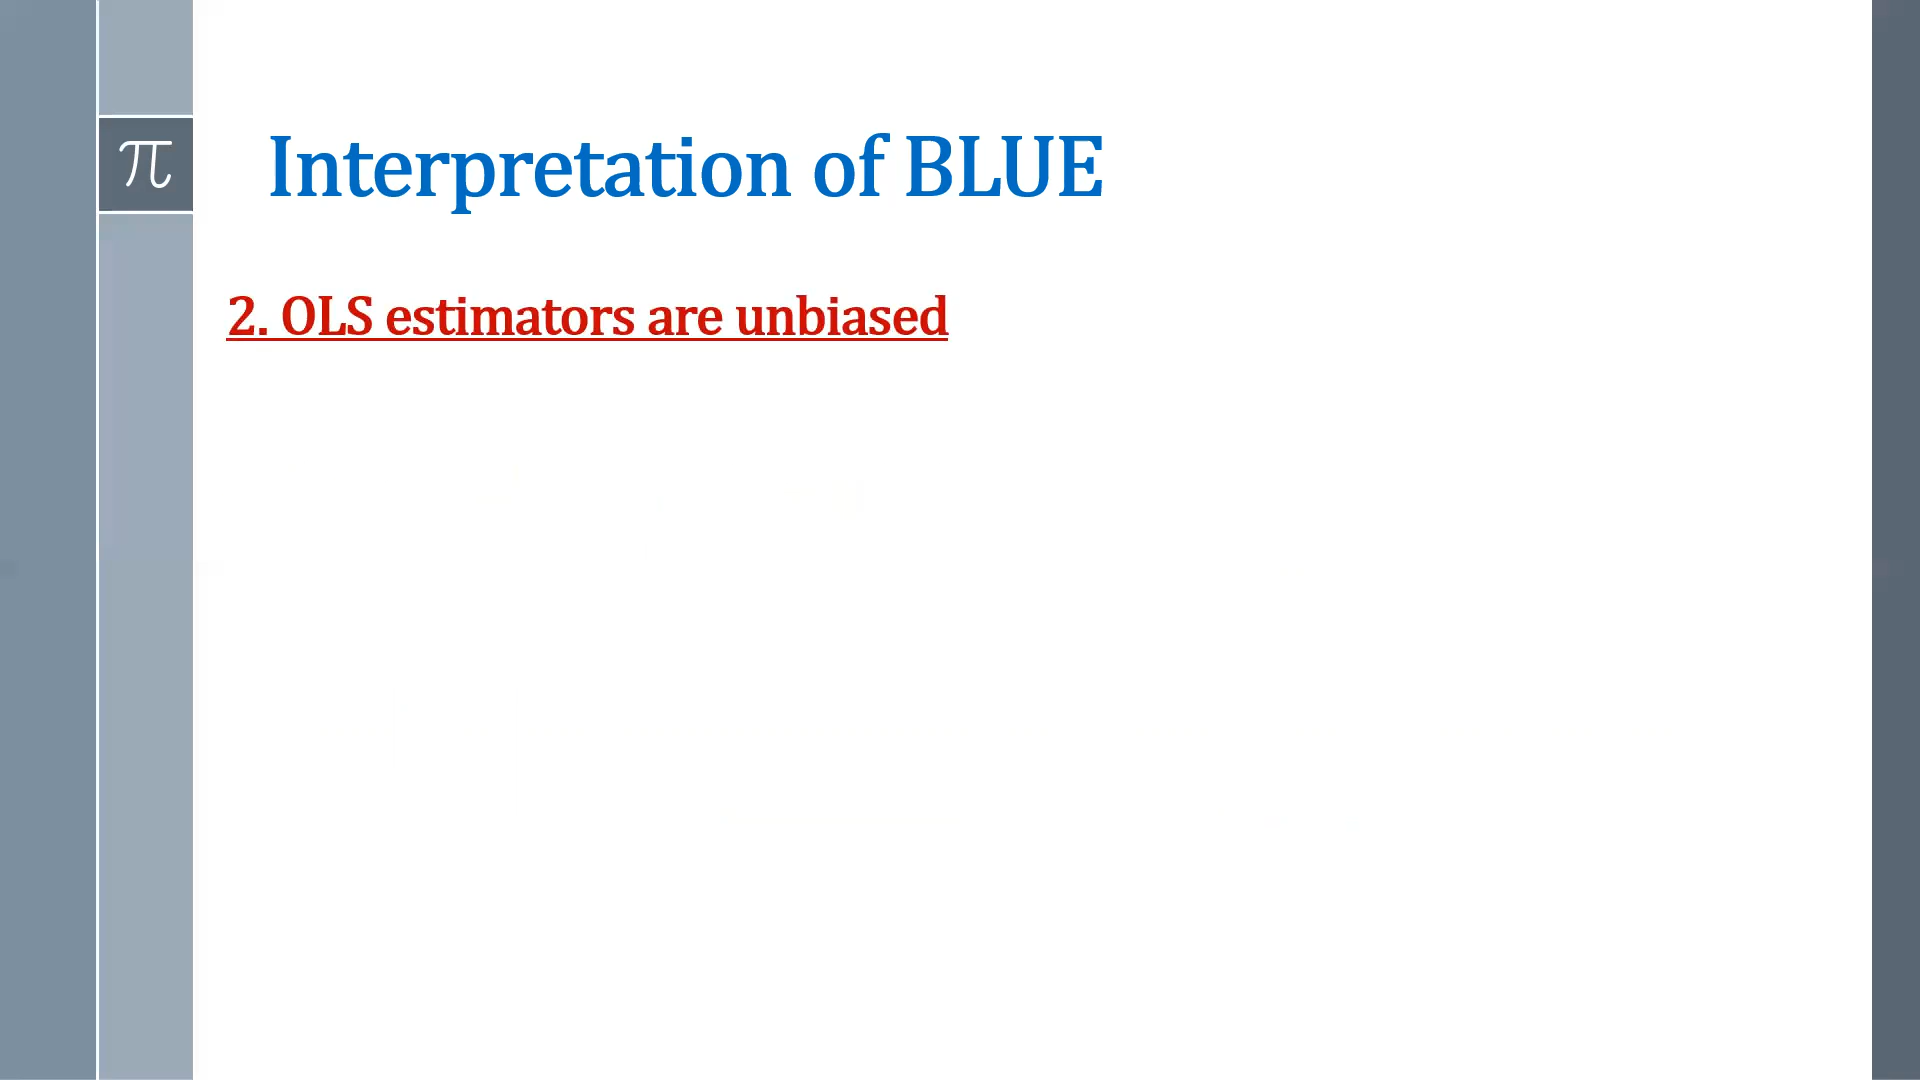 π
Interpretation of BLUE
2. OLS estimators are unbiased